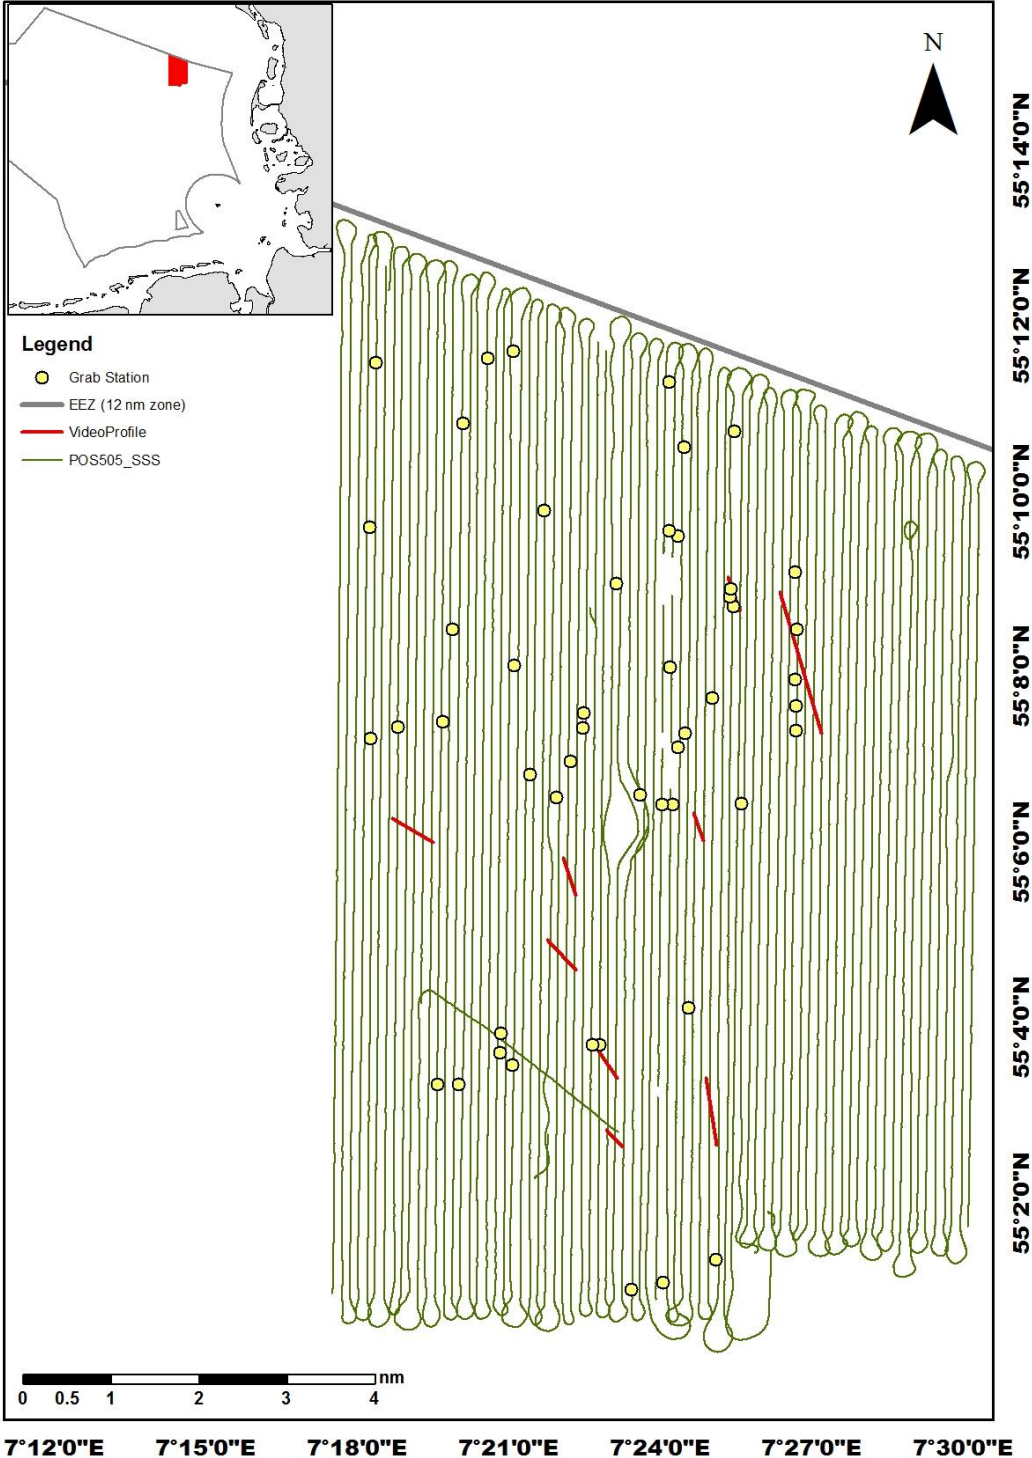 N
Legend
Grab Station
EEZ (12 nm zone)
VideoProfile
POS505_SSS
55°14'0"N
55°12'0"N
55°10'0"N
55°8'0"N
55°6'0"N
55°4'0"N
55°2'0"N
nm
0 0.5 1 2 3 4
7°12'0"E 7°15'0"E 7°18'0"E 7°21'0"E 7°24'0"E 7°27'0"E 7°30'0"E